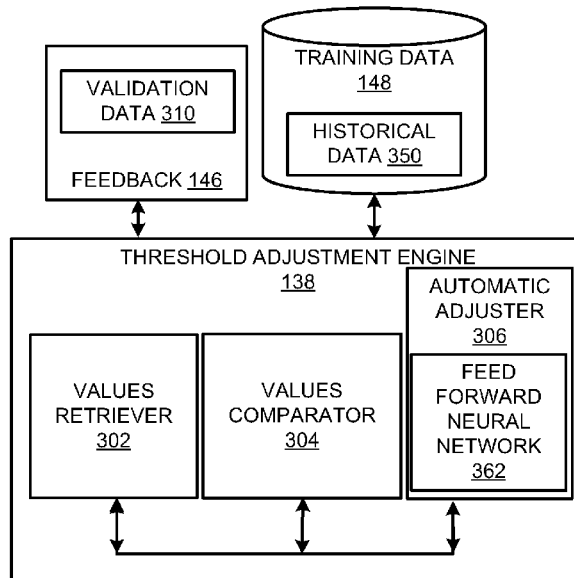 VALIDATION
DATA 310
FEEDBACK 146
TRAINING DATA
148
HISTORICAL
DATA 350
THRESHOLD ADJUSTMENT ENGINE
138
VALUES
RETRIEVER
302
VALUES
COMPARATOR
304
AUTOMATIC
ADJUSTER
306
FEED
FORWARD
NEURAL
NETWORK
362